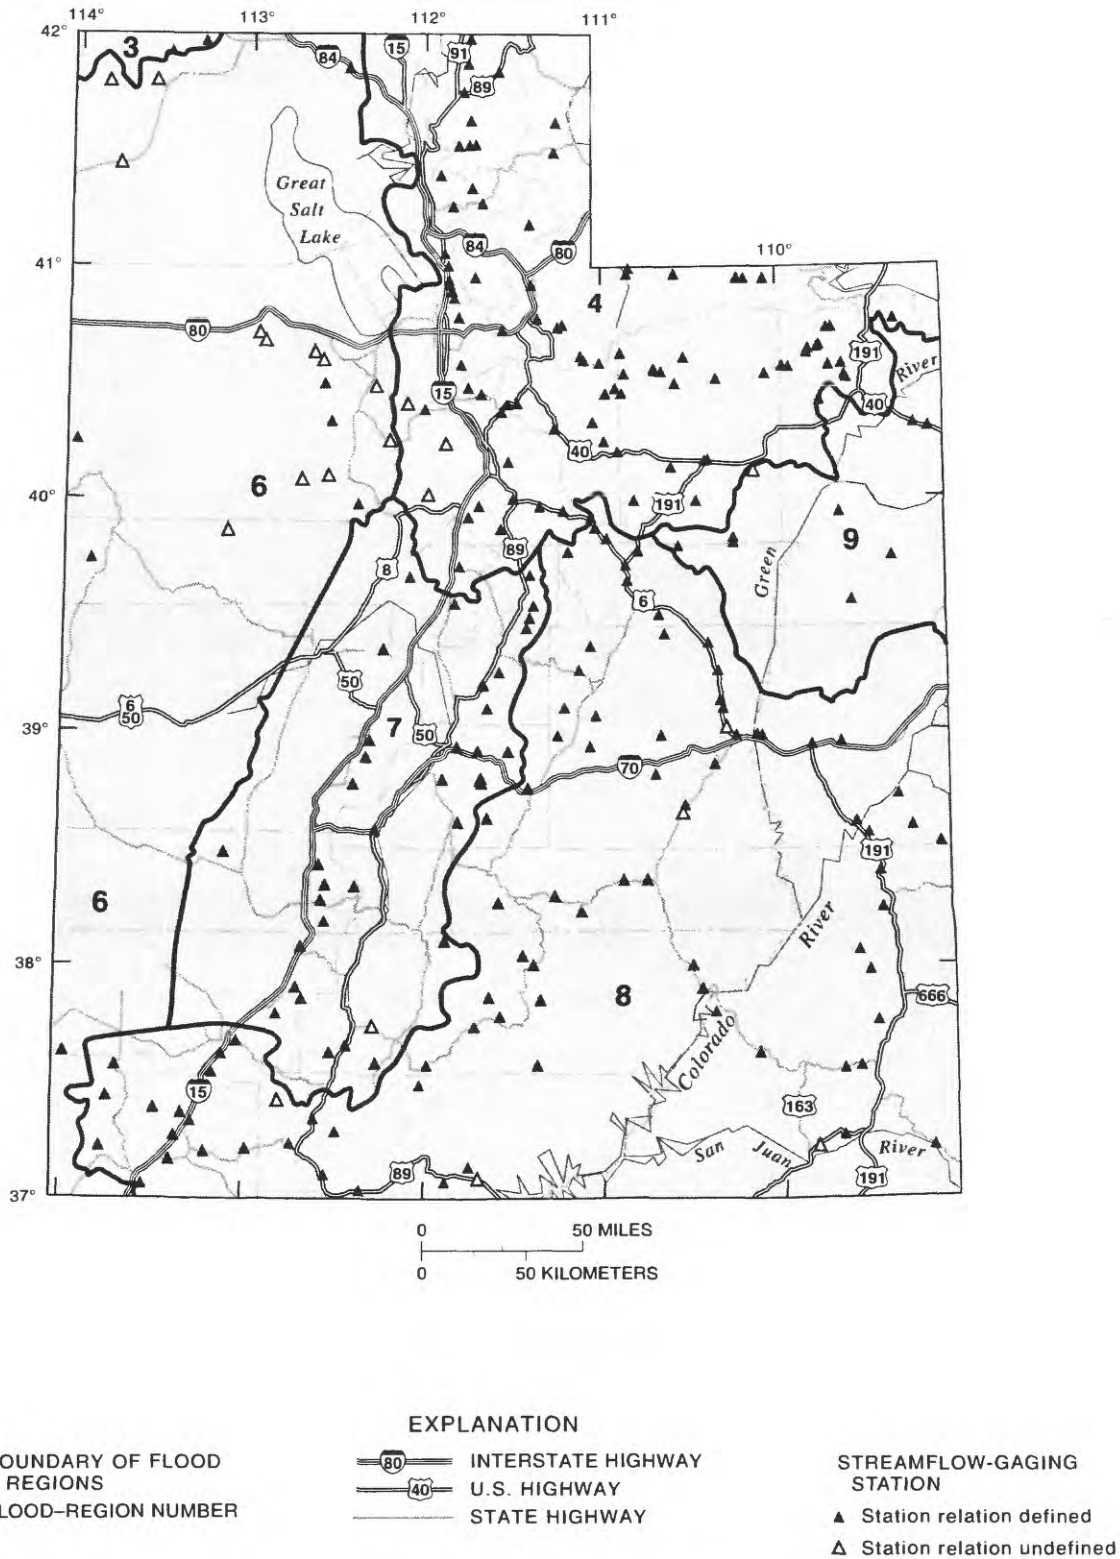 114° 113° 112° 111°
42°
3
84
15
91
89
Great
Salt
Lake
84
80
110°
41°
4
80
191
River
15
40
40
6
40°
191
9
89
8
Green
6
50
6
50
39°
7
50
70
191
6
River
38°
8
666
Colorado
15
163
San Juan River
89
191
37°
0 50 MILES
0 50 KILOMETERS
EXPLANATION
OUNDARY OF FLOOD
REGIONS
LOOD–REGION NUMBER
80 INTERSTATE HIGHWAY
40 U.S. HIGHWAY
STATE HIGHWAY
STREAMFLOW-GAGING
STATION
▲ Station relation defined
△ Station relation undefined